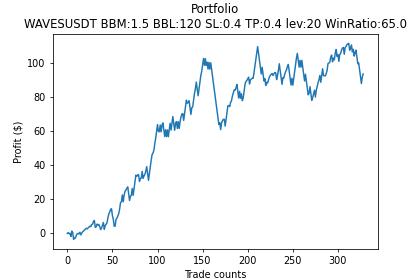 Portfolio
WAVESUSDT BBM:1.5 BBL:120 SL:0.4 TP:0.4 lev:20 WinRatio:65.0
100
80
60
40
20
0
Profit ($)
0 50 100 150 200 250 300
Trade counts